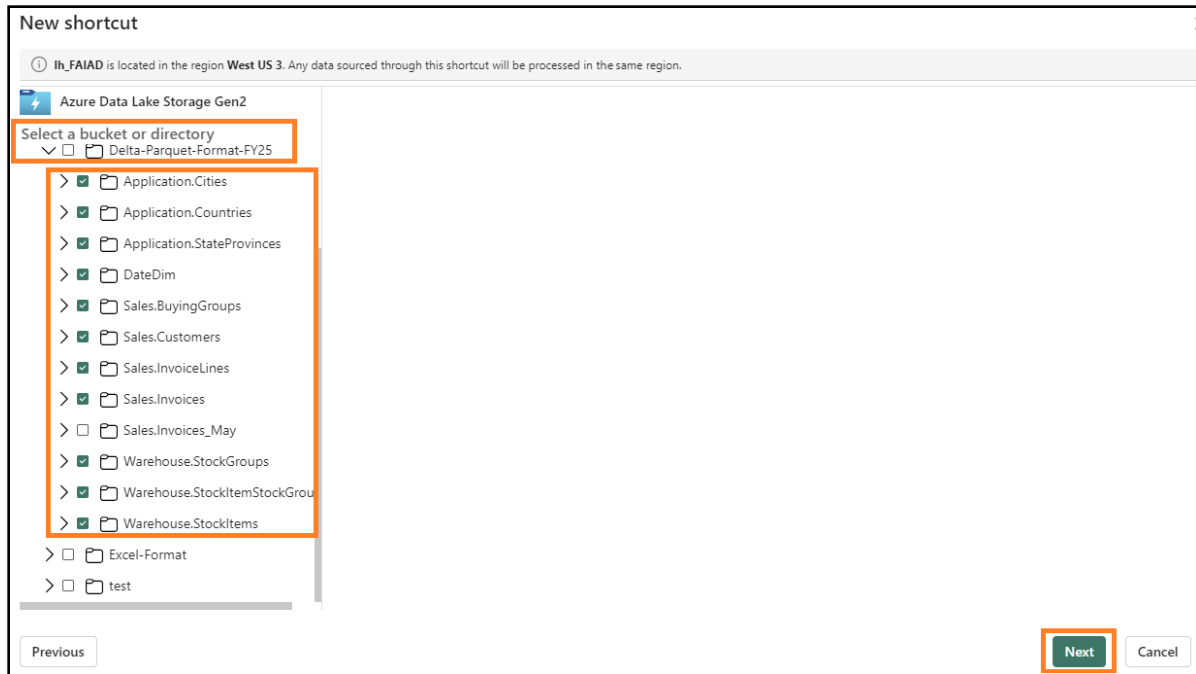 New shortcut
lh_FAIAD is located in the region West US 3. Any data sourced through this shortcut will be processed in the same region.
Azure Data Lake Storage Gen2
Select a bucket or directory
Delta-Parquet-Format-FY25
Application.Cities
Application.Countries
Application.StateProvinces
DateDim
Sales.BuyingGroups
Sales.Customers
Sales.InvoiceLines
Sales.Invoices
Sales.Invoices_May
Warehouse.StockGroups
Warehouse.StockItemStockGrou
Warehouse.StockItems
Excel-Format
test
Previous
Next
Cancel